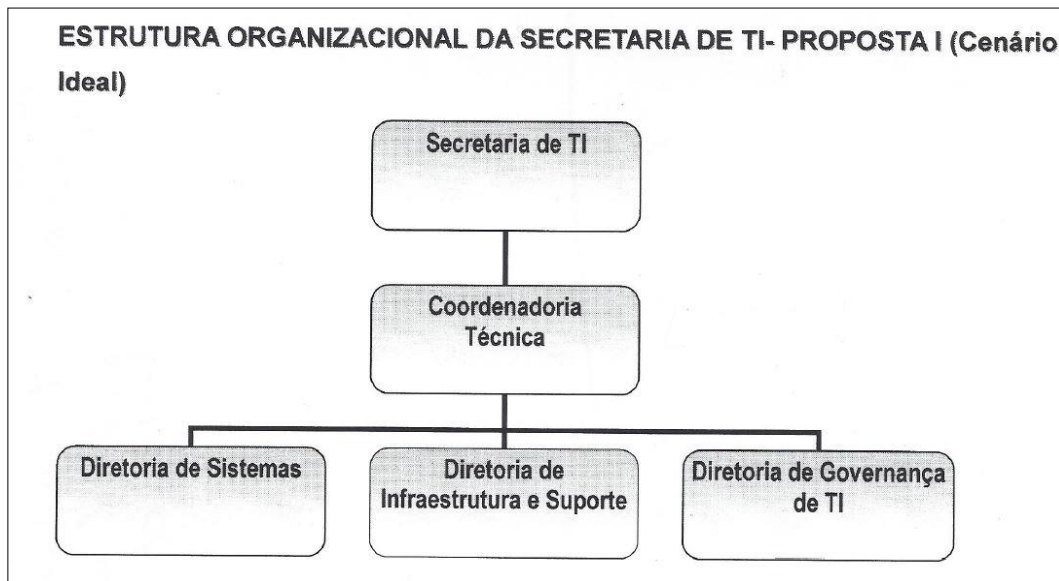 ESTRUTURA ORGANIZACIONAL DA SECRETARIA DE TI- PROPOSTA I (Cenário
Ideal)
Secretaria de TI
Coordenadoria
Técnica
Diretoria de Sistemas
Diretoria de
Infraestrutura e Suporte
Diretoria de Governança
de TI